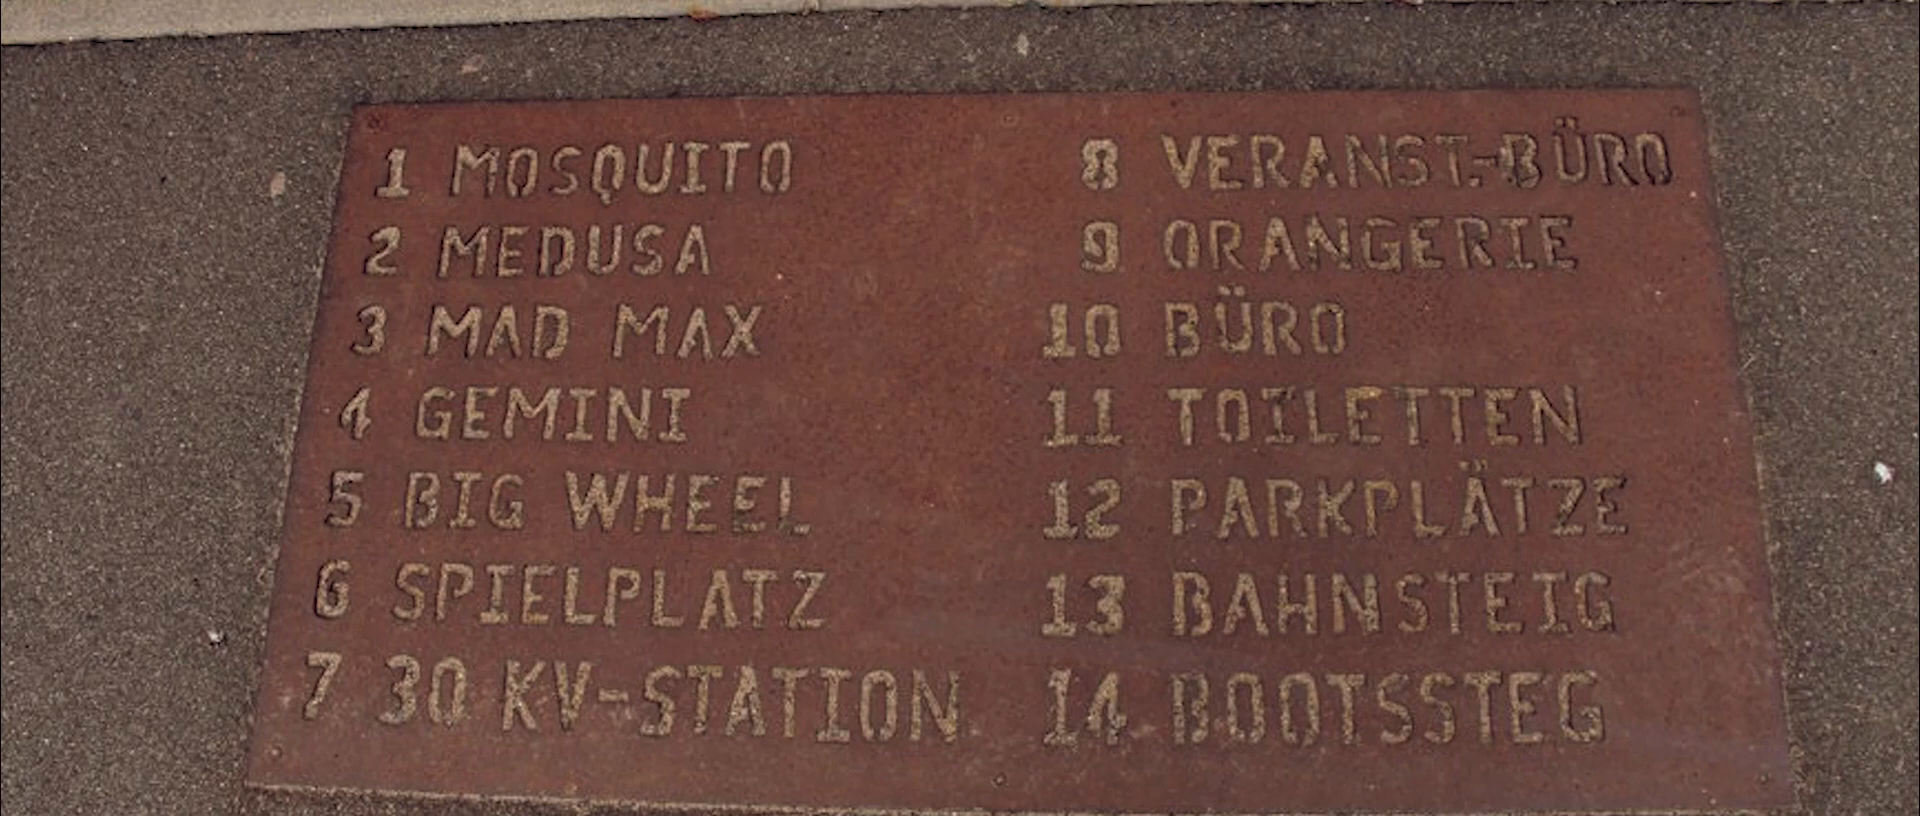 1 MOSQUITO
2 MEDUSA
3 MAD MAX
4 GEMINI
5 BIG WHEEL
6 SPIELPLATZ
7 30 KV-STATION
8 VERANST.-BÜRO
9 ORANGERIE
10 BÜRO
11 TOILETTEN
12 PARKPLÄTZE
13 BAHNSTEIG
14 BOOTSSTEG